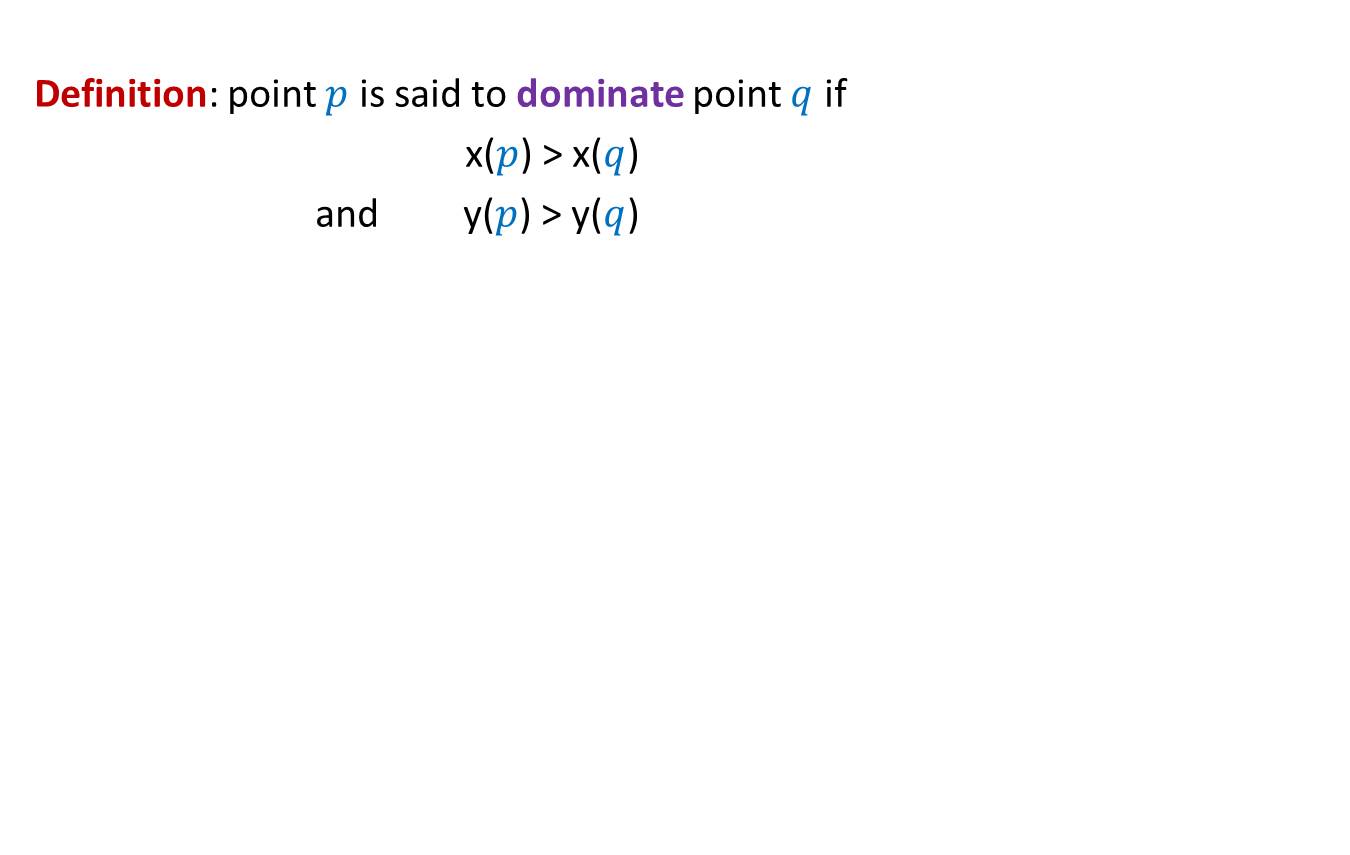 Definition: point p is said to dominate point q if
x(p) > x(q)
and y(p) > y(q)